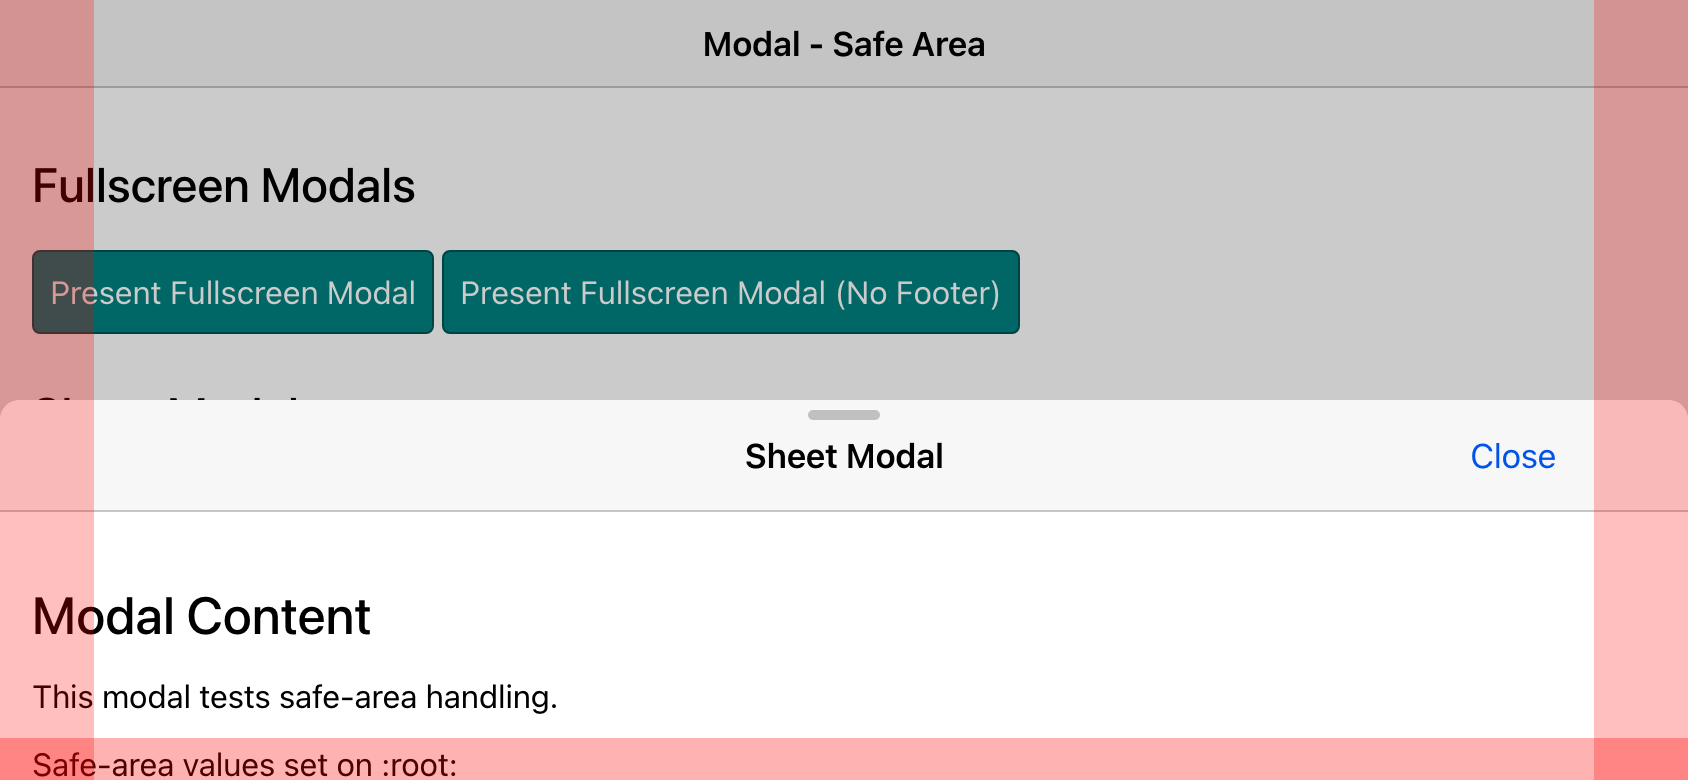 Modal - Safe Area
Fullscreen Modals
Present Fullscreen Modal
Present Fullscreen Modal (No Footer)
Sheet Modal
Close
Modal Content
This modal tests safe-area handling.
Safe-area values set on :root: